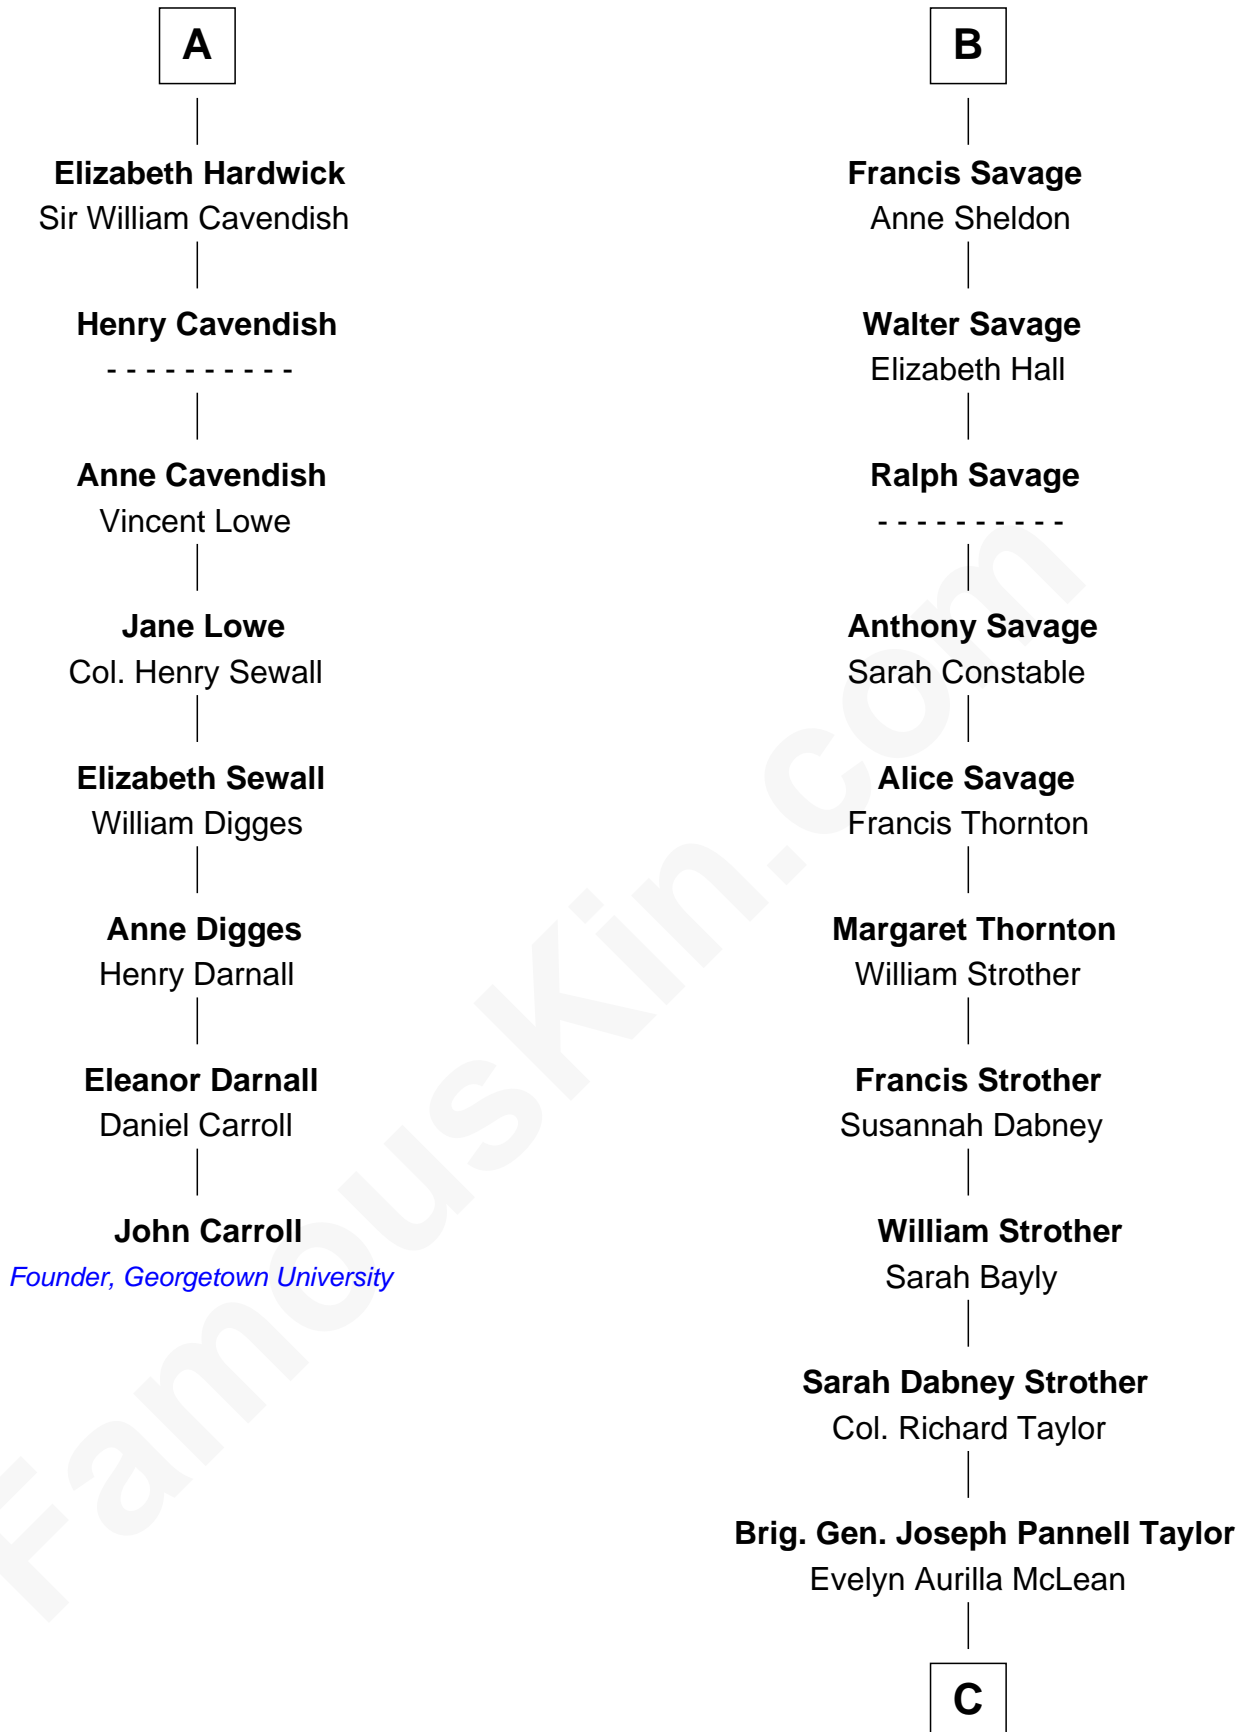 A
Elizabeth Hardwick
Sir William Cavendish
Henry Cavendish
- - - - - - - - - -
Anne Cavendish
Vincent Lowe
Jane Lowe
Col. Henry Sewall
Elizabeth Sewall
William Digges
Anne Digges
Henry Darnall
Eleanor Darnall
Daniel Carroll
John Carroll
Founder, Georgetown University
B
Francis Savage
Anne Sheldon
Walter Savage
Elizabeth Hall
Ralph Savage
- - - - - - - - - -
Anthony Savage
Sarah Constable
Alice Savage
Francis Thornton
Margaret Thornton
William Strother
Francis Strother
Susannah Dabney
William Strother
Sarah Bayly
Sarah Dabney Strother
Col. Richard Taylor
Brig. Gen. Joseph Pannell Taylor
Evelyn Aurilla McLean
C
FamousKin.com